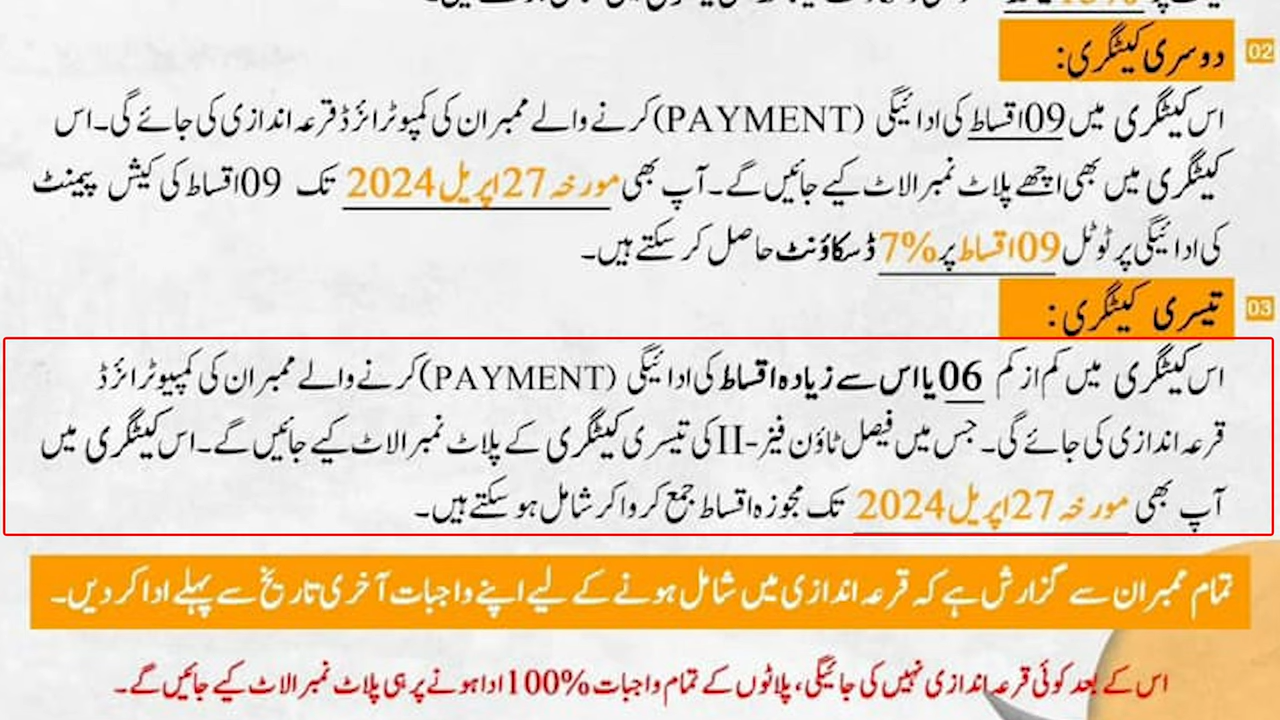 02 دوسری کیٹگری:
اس کیٹگری میں 09 اقساط کی ادائیگی (PAYMENT) کرنے والے ممبران کی کمپوٹرائزڈ قرعہ اندازی کی جائے گی۔ اس
کیٹگری میں بھی اچھے پلاٹ نمبر الاٹ کیے جائیں گے۔ آپ بھی مورخہ 27 اپریل 2024 تک 09 اقساط کی کیش پیمنٹ
کی ادائیگی پر ٹوٹل 09 اقساط پر 7% ڈسکاؤنٹ حاصل کر سکتے ہیں۔
03 تیسری کیٹگری:
اس کیٹگری میں کم از کم 06 یا اس سے زیادہ اقساط کی ادائیگی (PAYMENT) کرنے والے ممبران کی کمپیوٹرائزڈ
قرعہ اندازی کی جائے گی۔ جس میں فیصل ٹاؤن فیز-II کی تیسری کیٹگری کے پلاٹ نمبر الاٹ کیے جائیں گے۔ اس کیٹگری میں
آپ بھی مورخہ 27 اپریل 2024 تک مجوزہ اقساط جمع کروا کر شامل ہو سکتے ہیں۔
تمام ممبران سے گزارش ہے کہ قرعہ اندازی میں شامل ہونے کے لیے اپنے واجبات آخری تاریخ سے پہلے ادا کر دیں۔
اس کے بعد کوئی قرعہ اندازی نہیں کی جائیگی، پلاٹوں کے تمام واجبات 100% ادا ہونے پر ہی پلاٹ نمبر الاٹ کیے جائیں گے۔